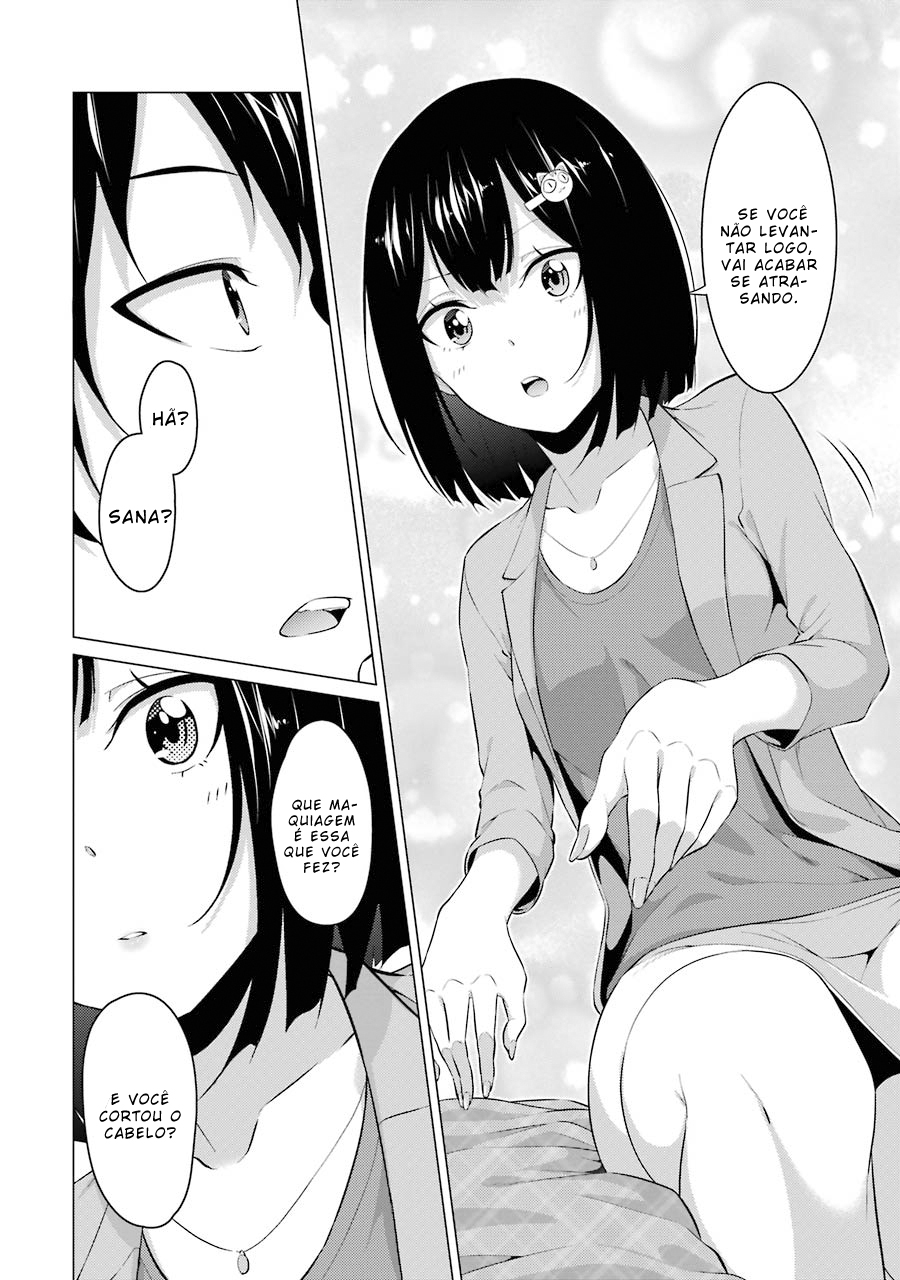 SE VOCÊ
NÃO LEVAN-
TAR LOGO,
VAI ACABAR
SE ATRA-
SANDO.
HÃ?
SANA?
QUE MA-
QUIAGEM
É ESSA
QUE VOCÊ
FEZ?
E VOCÊ
CORTOU O
CABELO?